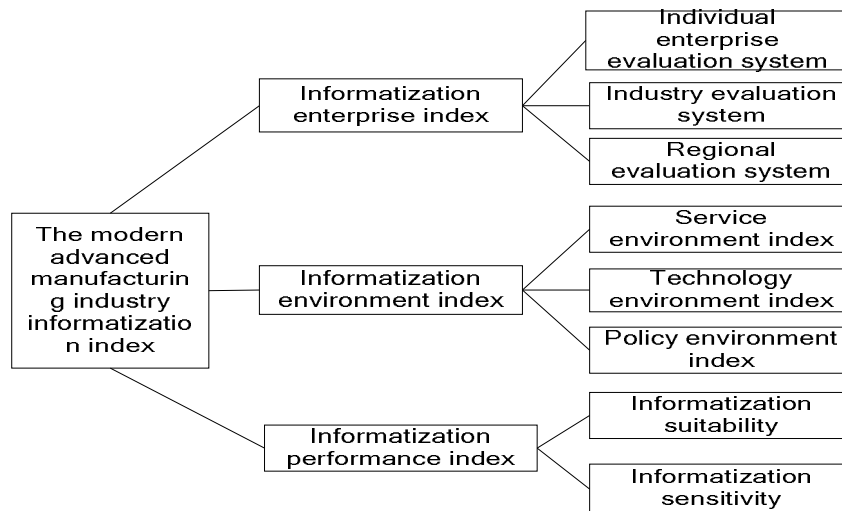 The modern
advanced
manufacturin
g industry
informatizatio
n index
Informatization
enterprise index
Individual
enterprise
evaluation system
Industry evaluation
system
Regional
evaluation system
Informatization
environment index
Service
environment index
Technology
environment index
Policy environment
index
Informatization
performance index
Informatization
suitability
Informatization
sensitivity